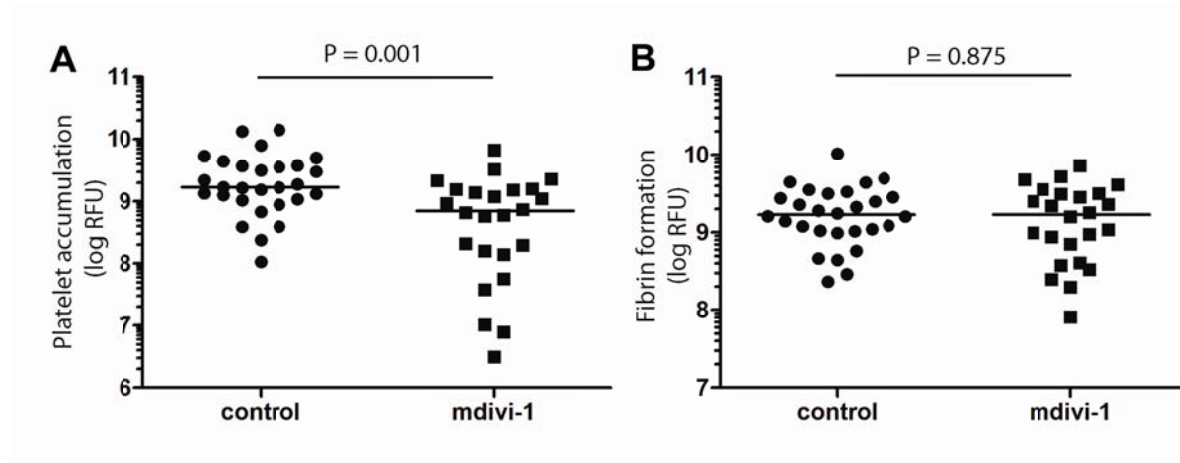 A
P = 0.001
Platelet accumulation
(log RFU)
11
10
9
8
7
6
control
mdivi-1
B
P = 0.875
Fibrin formation
(log RFU)
11
10
9
8
7
control
mdivi-1